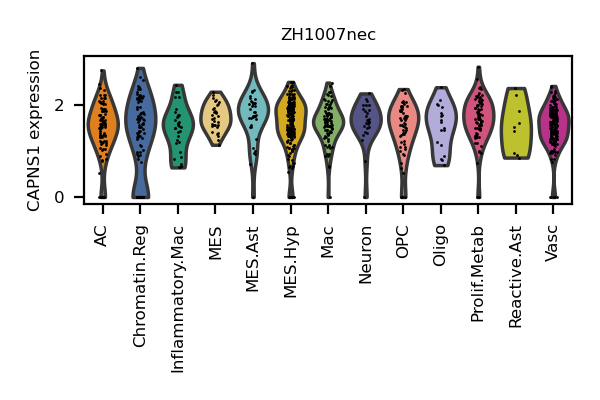 ZH1007nec
CAPNS1 expression
2
0
AC
Chromatin.Reg
Inflammatory.Mac
MES
MES.Ast
MES.Hyp
Mac
Neuron
OPC
Oligo
Prolif.Metab
Reactive.Ast
Vasc